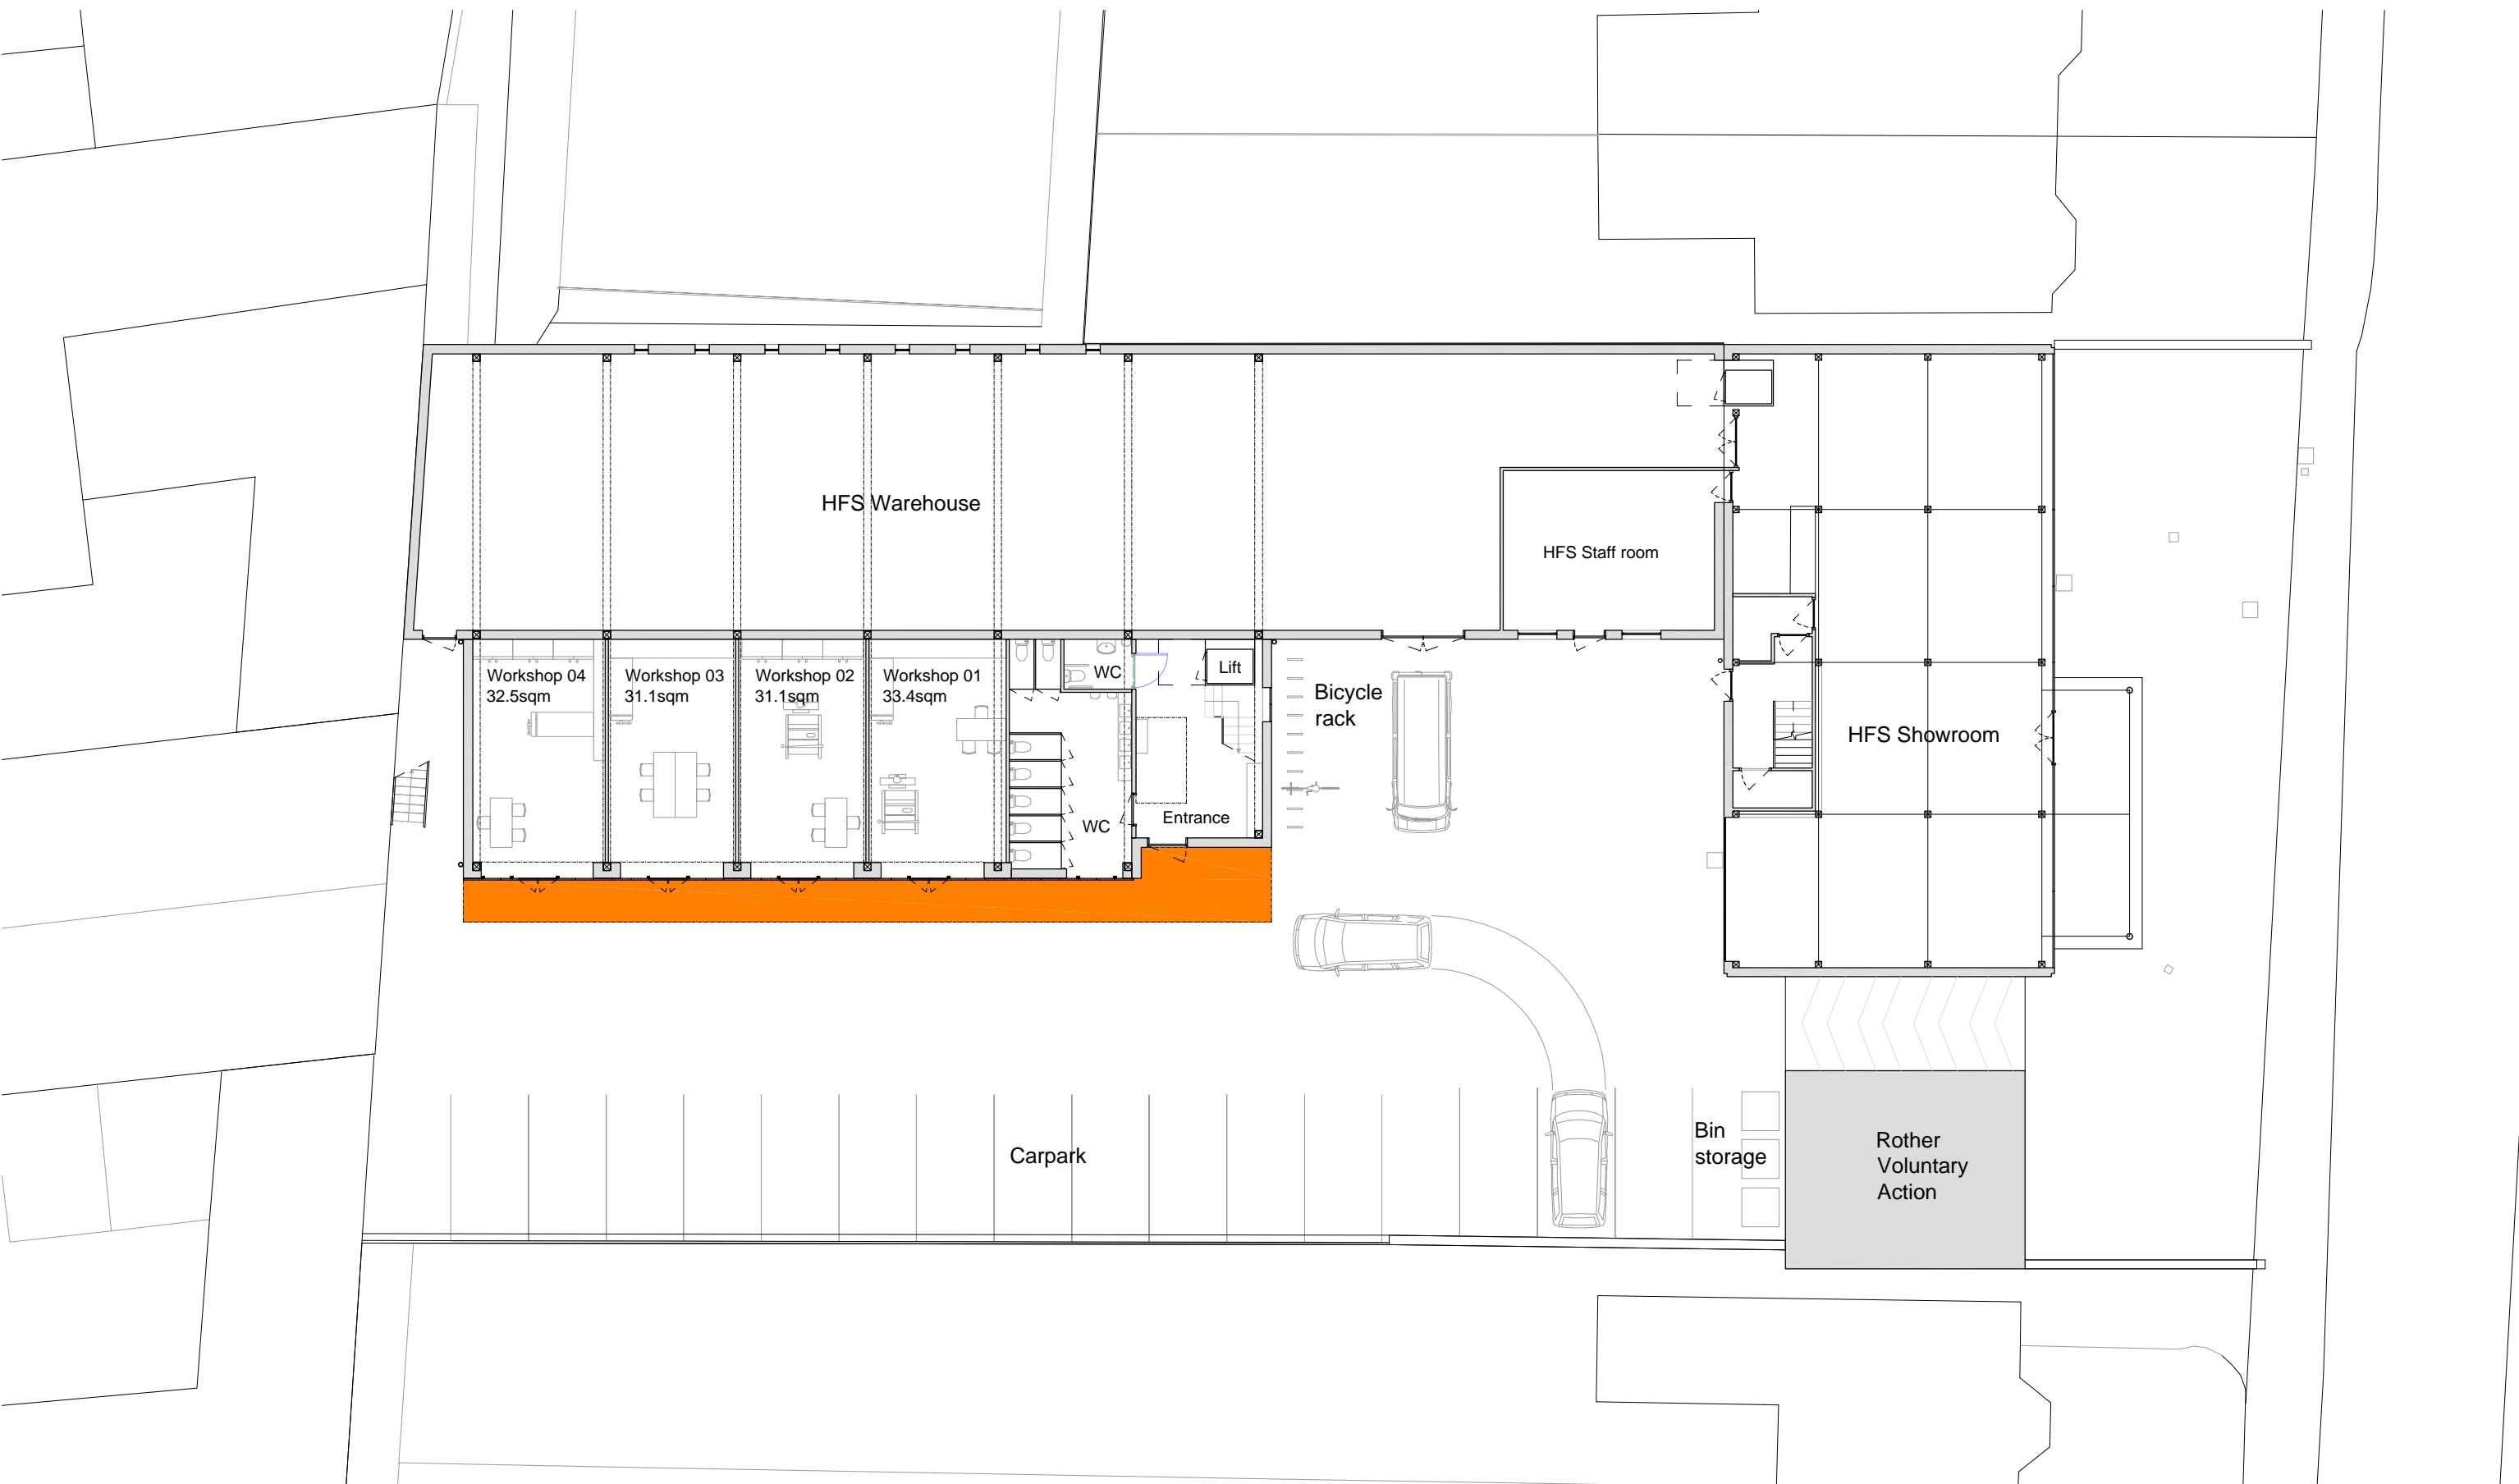 HFS Warehouse
HFS Staff room
Workshop 04
32.5sqm
Workshop 03
31.1sqm
Workshop 02
31.1sqm
Workshop 01
33.4sqm
WC
Lift
Bicycle
rack
HFS Showroom
WC
Entrance
Carpark
Bin
storage
Rother
Voluntary
Action